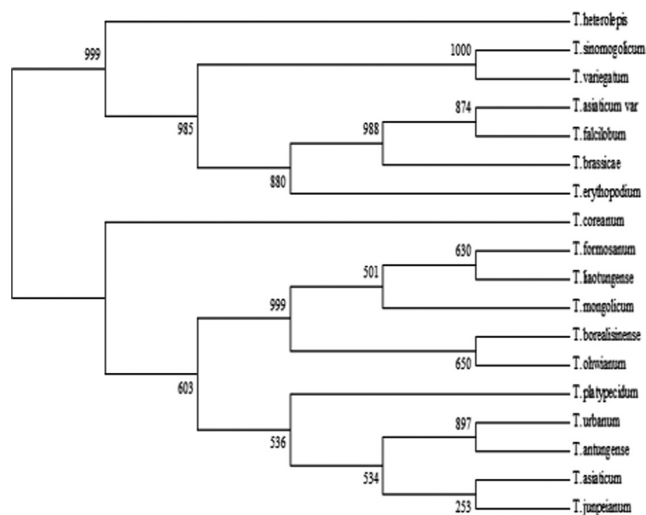 T.heterolepis
999
T.sinomogolicum
1000
T.variegatum
T.asiaticum var
874
985
988
T.falcilobum
T.brassicae
880
T.erythopodium
T.coreanum
T.formosanum
630
501
T.liaotungense
999
T.mongolicum
T.borealisinense
650
T.ohwianum
603
T.platypecidum
T.urbanum
897
536
T.antungense
534
T.asiaticum
253
T.junpeianum